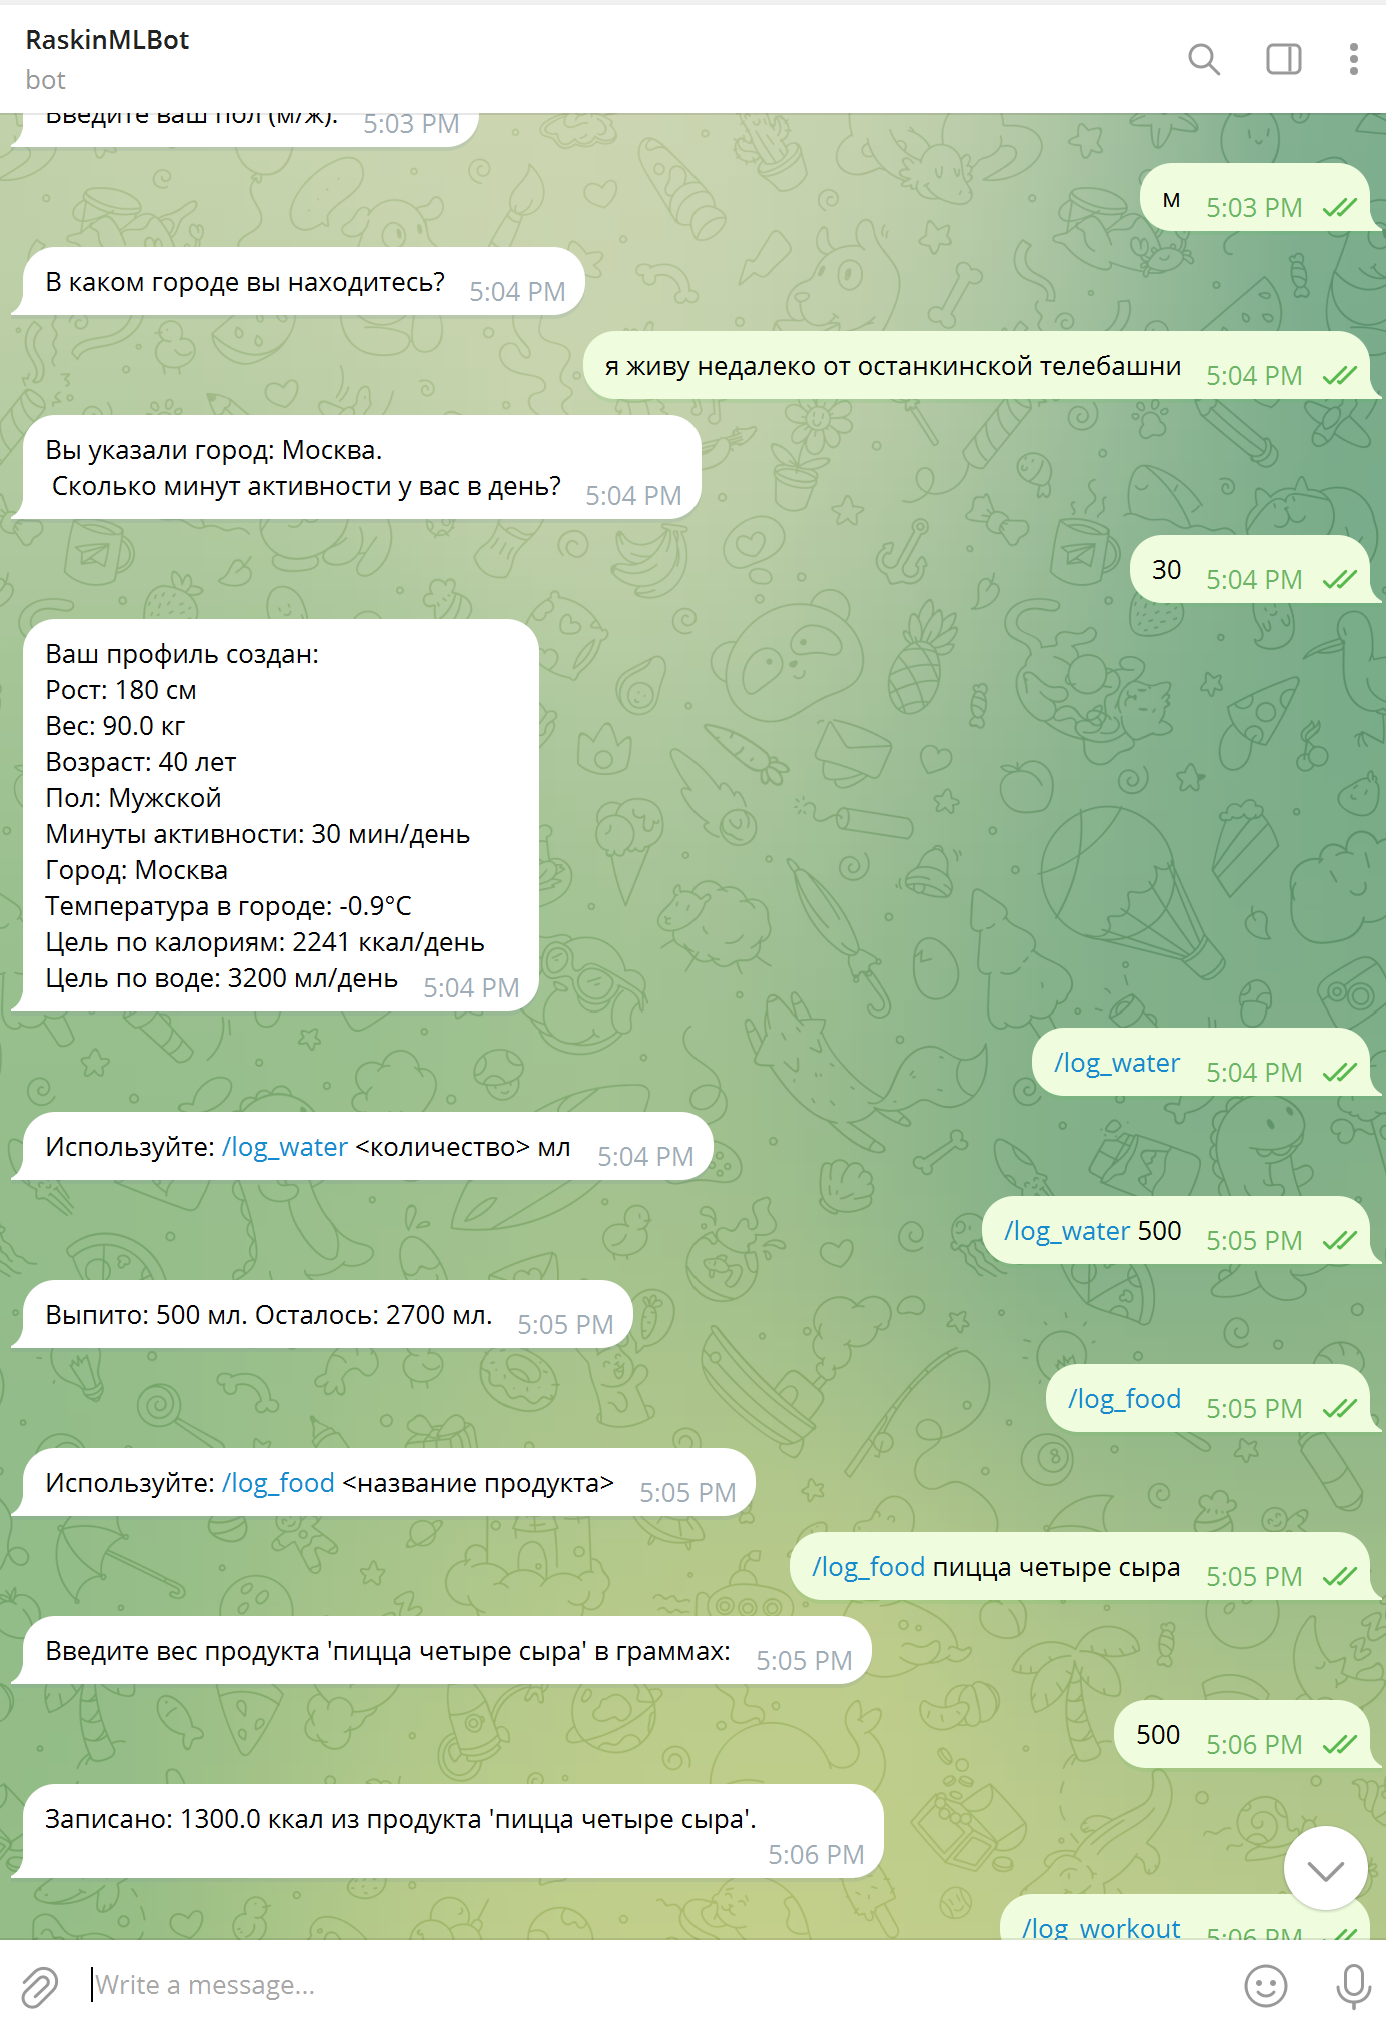 RaskinMLBot
bot
Введите ваш пол (м/ж).
5:03 PM
м
5:03 PM
В каком городе вы находитесь?
5:04 PM
я живу недалеко от останкинской телебашни
5:04 PM
Вы указали город: Москва.
Сколько минут активности у вас в день?
5:04 PM
30
5:04 PM
Ваш профиль создан:
Рост: 180 см
Вес: 90.0 кг
Возраст: 40 лет
Пол: Мужской
Минуты активности: 30 мин/день
Город: Москва
Температура в городе: -0.9°C
Цель по калориям: 2241 ккал/день
Цель по воде: 3200 мл/день
5:04 PM
/log_water
5:04 PM
Используйте: /log_water <количество> мл
5:04 PM
/log_water 500
5:05 PM
Выпито: 500 мл. Осталось: 2700 мл.
5:05 PM
/log_food
5:05 PM
Используйте: /log_food <название продукта>
5:05 PM
/log_food пицца четыре сыра
5:05 PM
Введите вес продукта 'пицца четыре сыра' в граммах:
5:05 PM
500
5:06 PM
Записано: 1300.0 ккал из продукта 'пицца четыре сыра'.
5:06 PM
/log_workout
5:06 PM
Write a message...